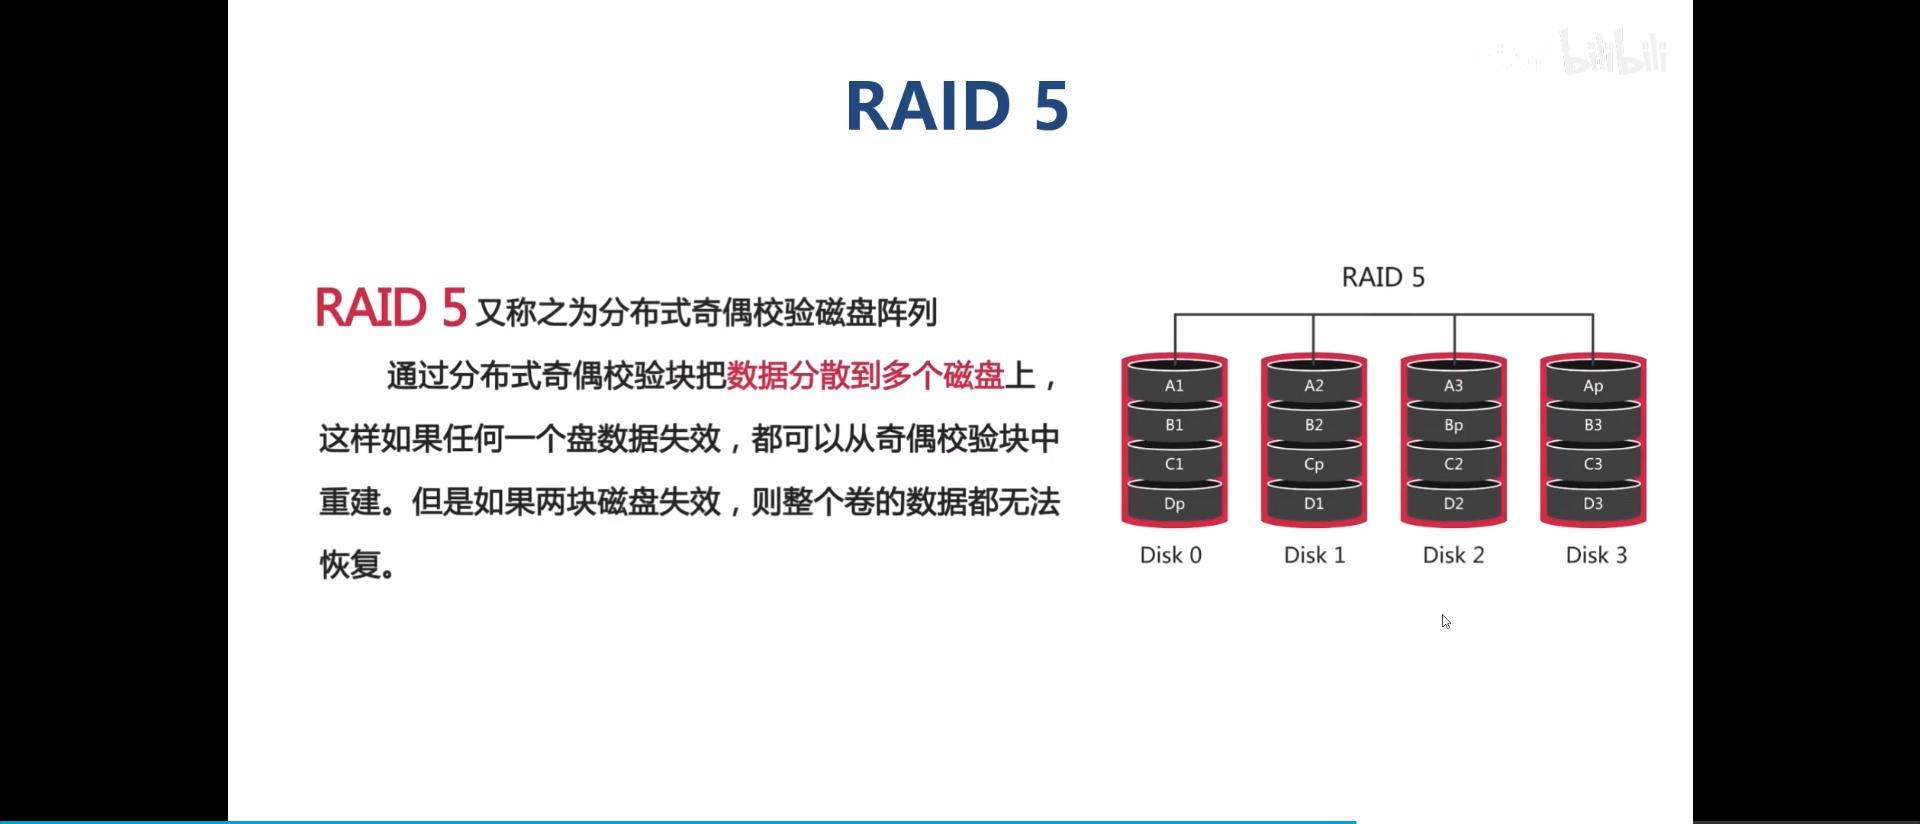 bilibili
RAID 5
RAID 5 又称之为分布式奇偶校验磁盘阵列
通过分布式奇偶校验块把数据分散到多个磁盘上，
这样如果任何一个盘数据失效，都可以从奇偶校验块中
重建。但是如果两块磁盘失效，则整个卷的数据都无法
恢复。
RAID 5
A1 A2 A3 Ap
B1 B2 Bp B3
C1 Cp C2 C3
Dp D1 D2 D3
Disk 0 Disk 1 Disk 2 Disk 3